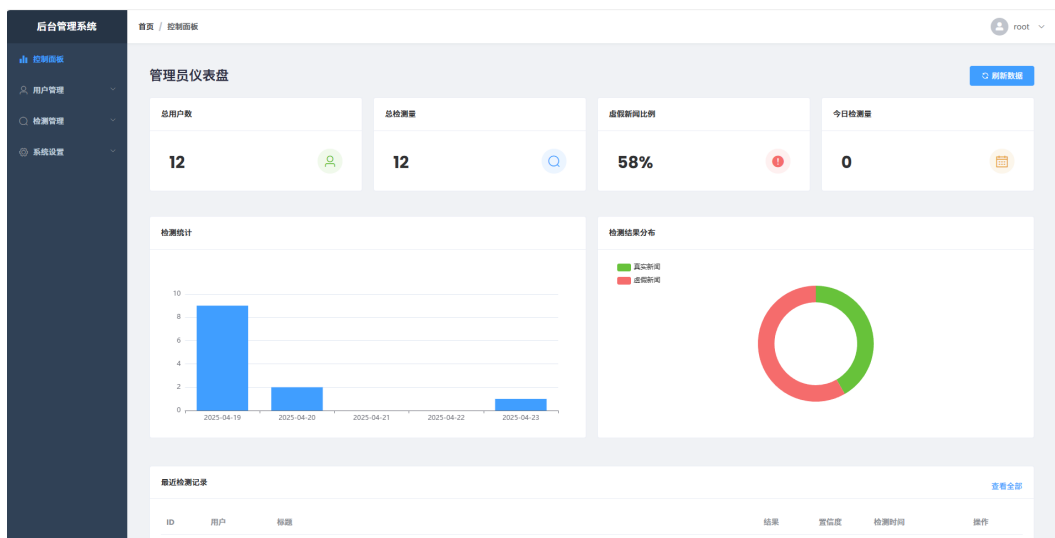 后台管理系统
首页 / 控制面板
root
控制面板
用户管理
检测管理
系统设置
管理员仪表盘
刷新数据
总用户数
总检测量
虚假新闻比例
今日检测量
12
12
58%
0
检测统计
检测结果分布
真实新闻
虚假新闻
10
8
6
4
2
0
2025-04-19 2025-04-20 2025-04-21 2025-04-22 2025-04-23
最近检测记录
查看全部
ID 用户 标题 结果 置信度 检测时间 操作